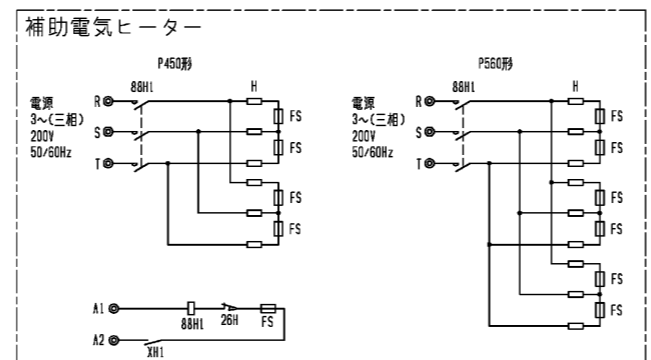 補助電気ヒーター
P450形
88H1
H
電源
3～(三相)
200V
50/60Hz
R
S
T
FS
FS
FS
FS
P560形
88H1
H
電源
3～(三相)
200V
50/60Hz
R
S
T
FS
FS
FS
FS
FS
FS
A1
88H1
26H
FS
A2
XH1